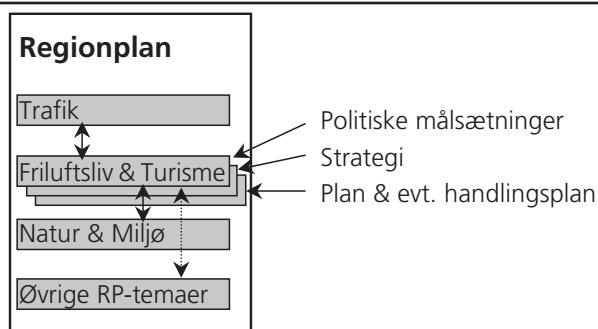 Regionplan
Trafik
Friluftsliv & Turisme
Natur & Miljø
Øvrige RP-temaer
Politiske målsætninger
Strategi
Plan & evt. handlingsplan